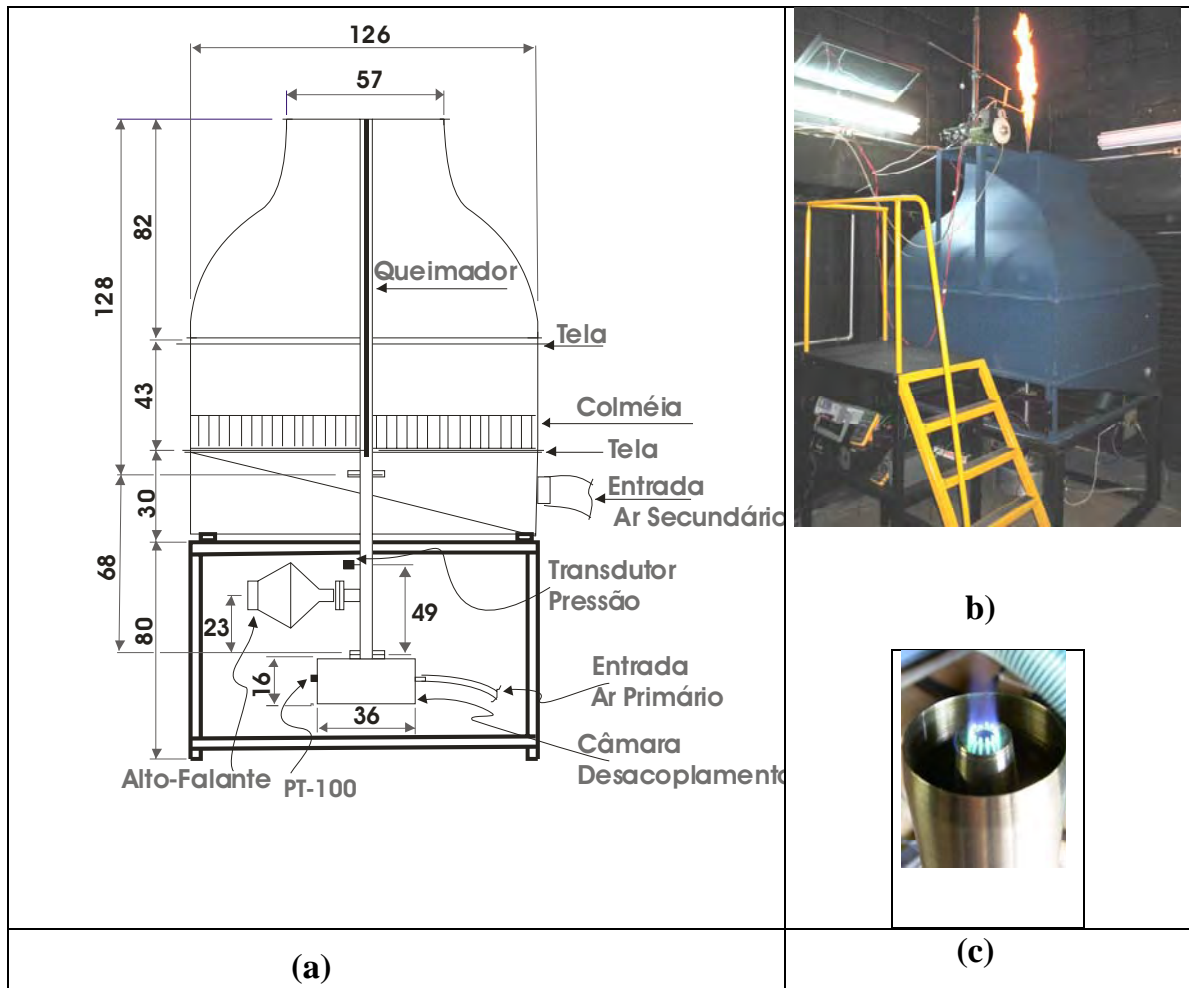 126
57
128
82
Queimador
Tela
43
Colméia
Tela
30
Entrada
Ar Secundário
68
Transdutor
Pressão
49
23
80
16
Entrada
Ar Primário
36
Câmara
Desacoplamento
Alto-Falante
PT-100
(a)
b)
(c)